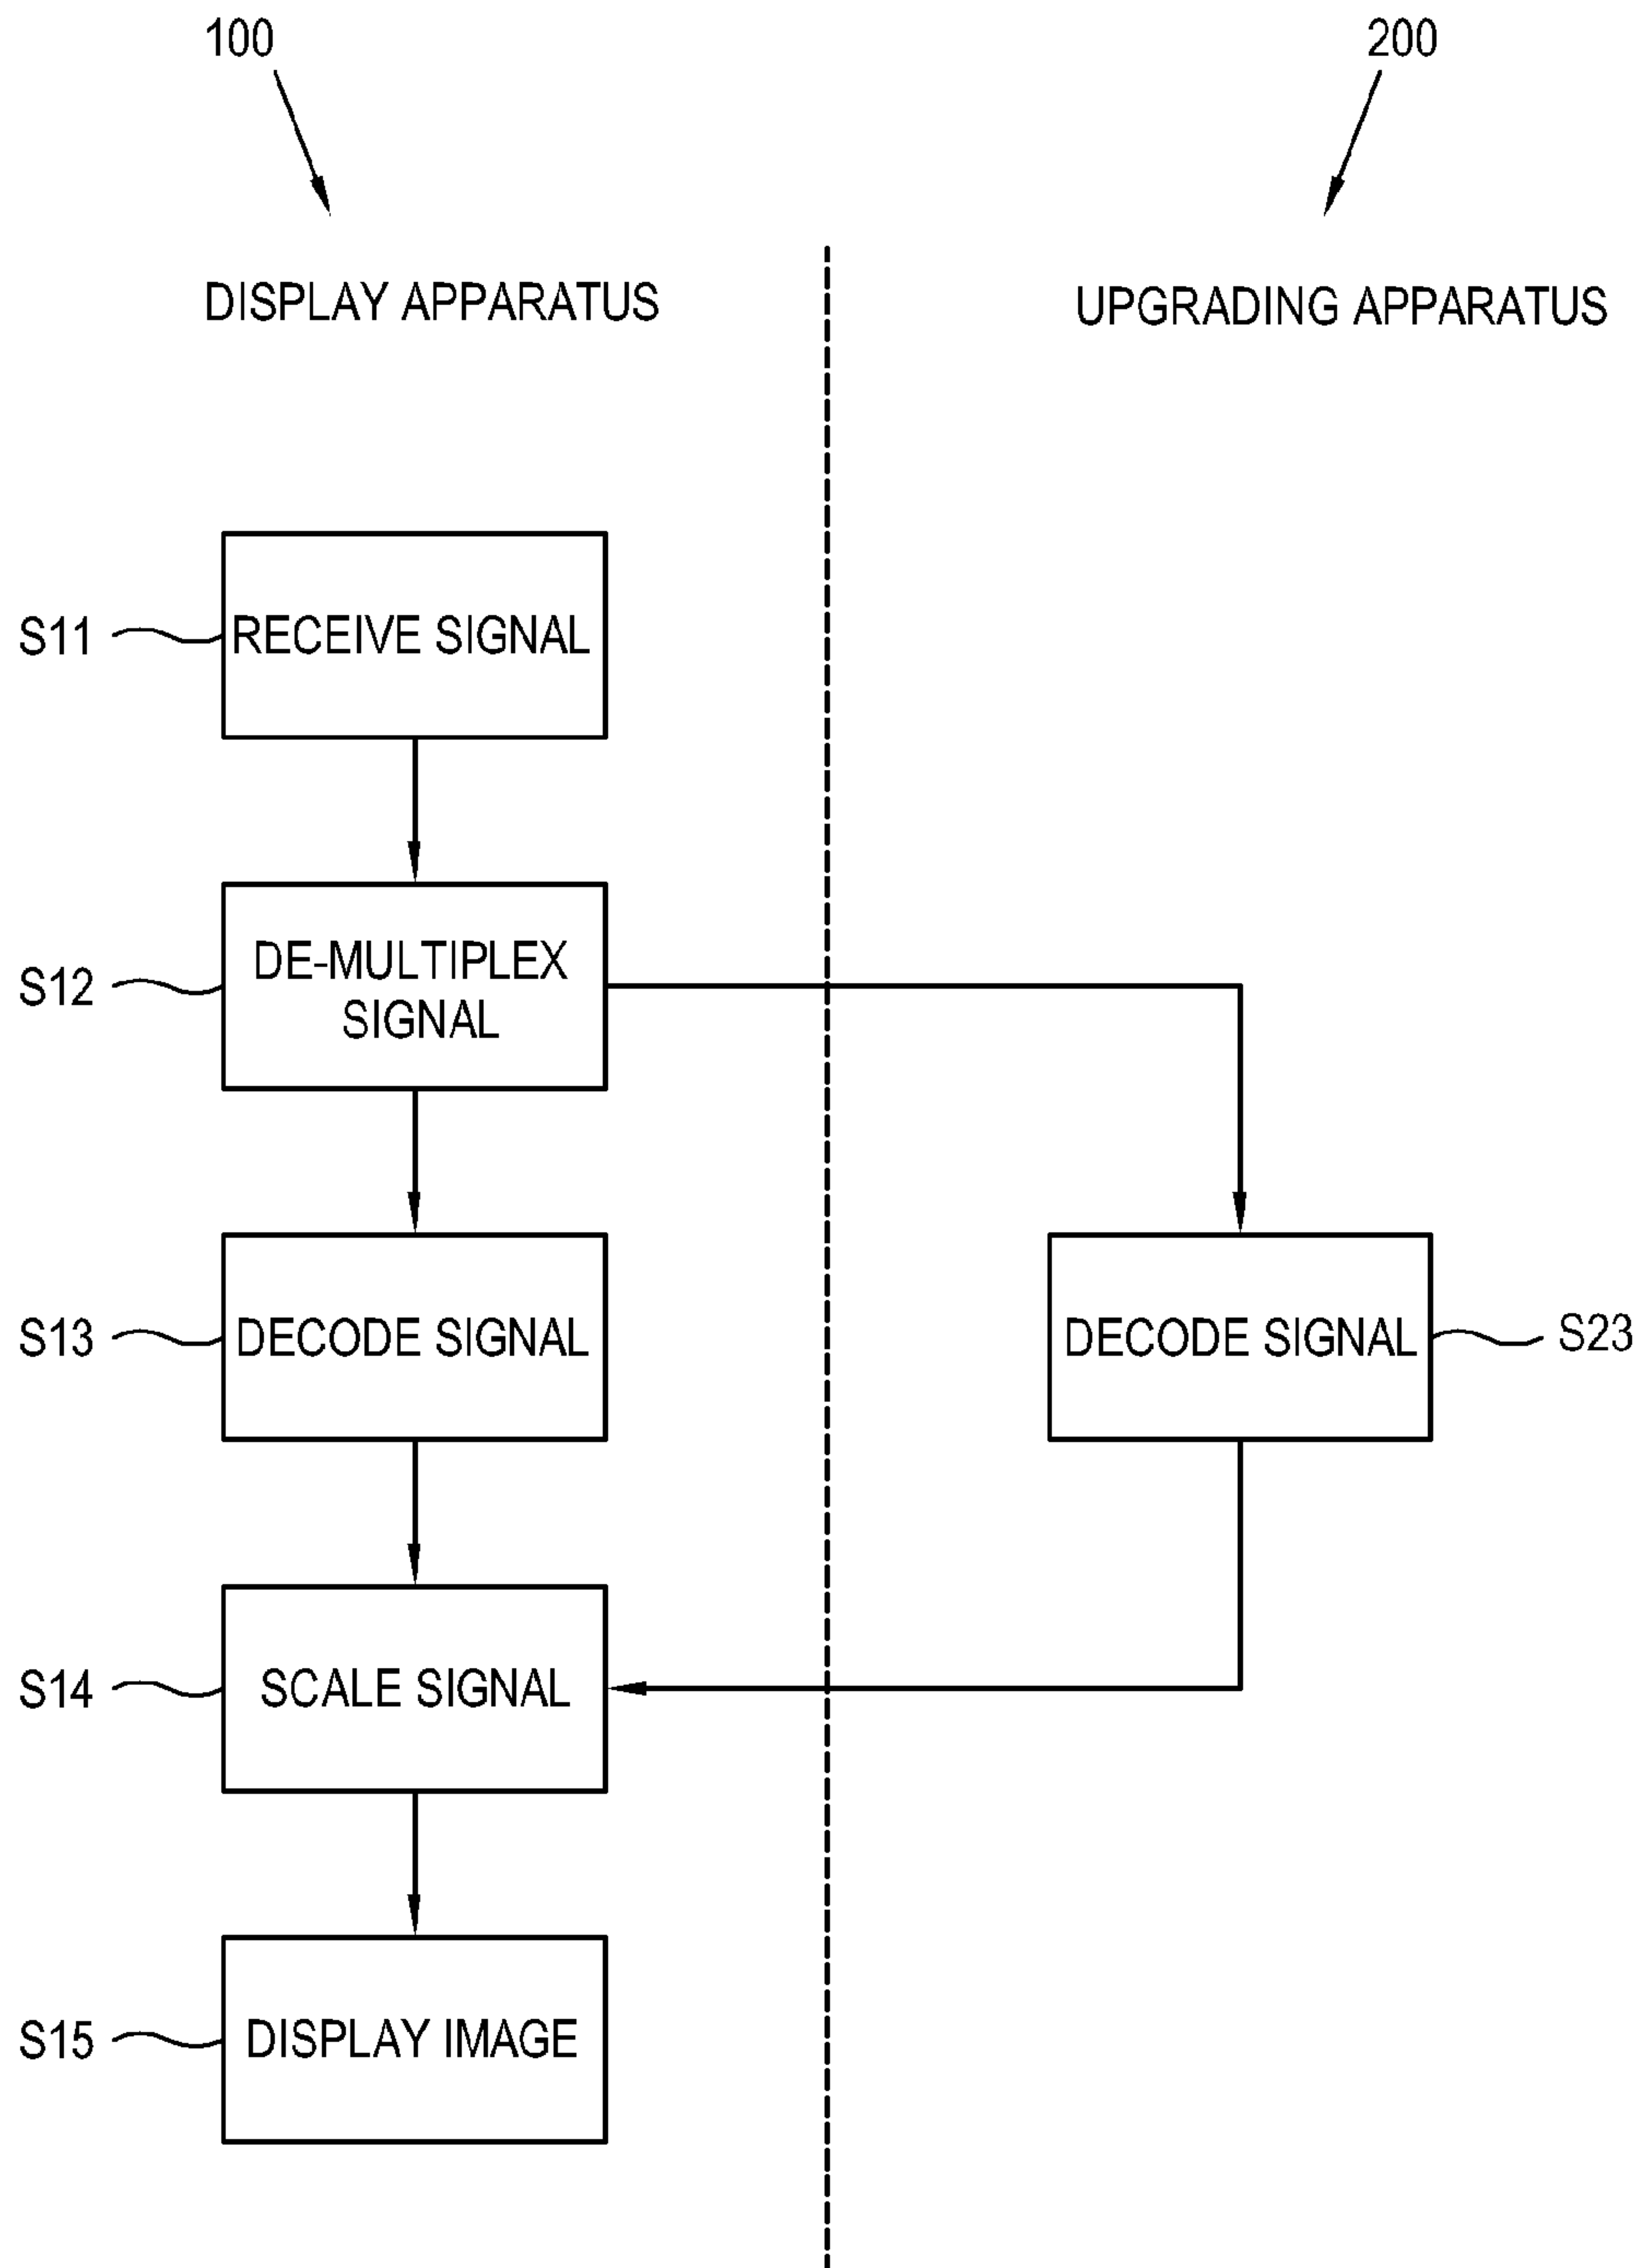 100
200
DISPLAY APPARATUS
UPGRADING APPARATUS
S11
RECEIVE SIGNAL
S12
DE-MULTIPLEX
SIGNAL
S13
DECODE SIGNAL
DECODE SIGNAL
S23
S14
SCALE SIGNAL
S15
DISPLAY IMAGE